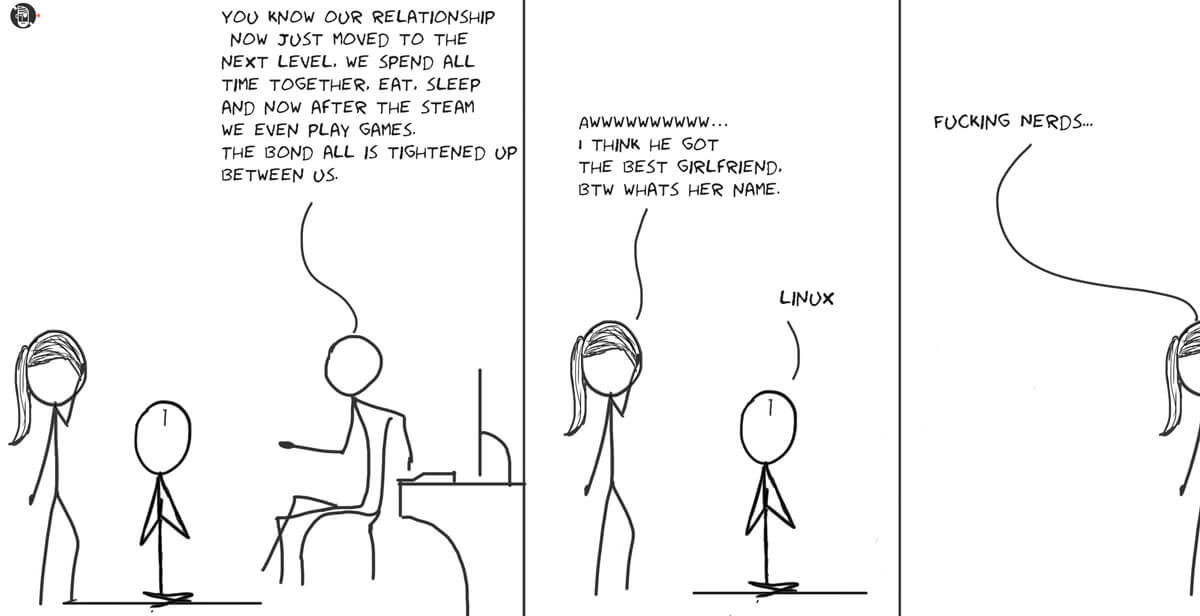 YOU KNOW OUR RELATIONSHIP
NOW JUST MOVED TO THE
NEXT LEVEL. WE SPEND ALL
TIME TOGETHER, EAT, SLEEP
AND NOW AFTER THE STEAM
WE EVEN PLAY GAMES.
THE BOND ALL IS TIGHTENED UP
BETWEEN US.
AWWWWWWWWWW...
I THINK HE GOT
THE BEST GIRLFRIEND.
BTW WHATS HER NAME.
LINUX
FUCKING NERDS...